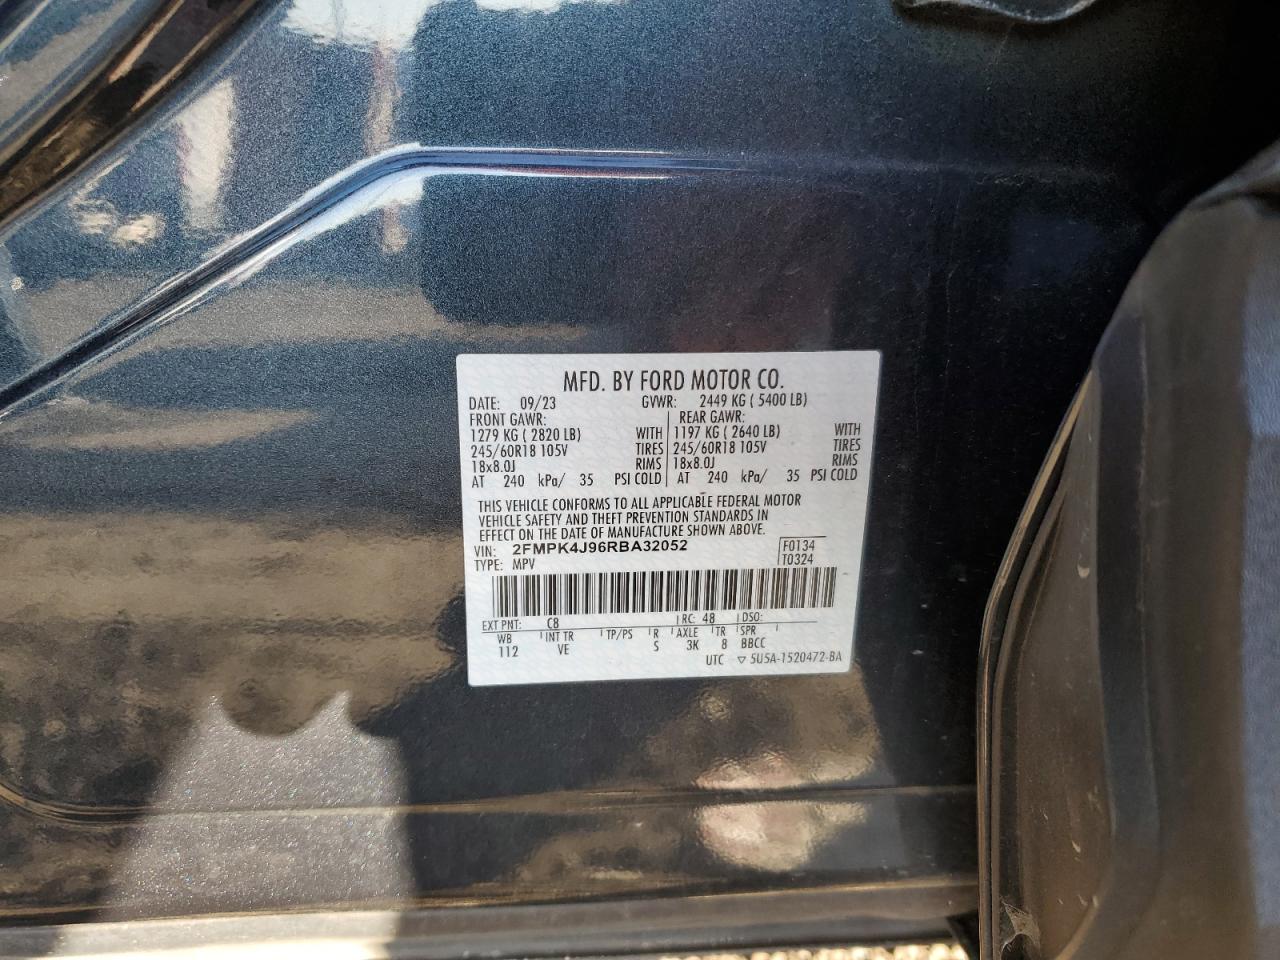 MFD. BY FORD MOTOR CO.
DATE: 09/23 GVWR: 2449 KG ( 5400 LB)
FRONT GAWR: REAR GAWR:
1279 KG ( 2820 LB) WITH 1197 KG ( 2640 LB) WITH
245/60R18 105V TIRES 245/60R18 105V TIRES
18x8.0J RIMS 18x8.0J RIMS
AT 240 kPa/ 35 PSI COLD AT 240 kPa/ 35 PSI COLD
THIS VEHICLE CONFORMS TO ALL APPLICABLE FEDERAL MOTOR
VEHICLE SAFETY AND THEFT PREVENTION STANDARDS IN
EFFECT ON THE DATE OF MANUFACTURE SHOWN ABOVE.
VIN: 2FMPK4J96RBA32052 F0134
TYPE: MPV T0324
EXT PNT: C8 RC: 48 DSO:
WB INT TR TP/PS R AXLE TR SPR
112 VE S 3K 8 BBCC
UTC ▽ 5U5A-1520472-BA